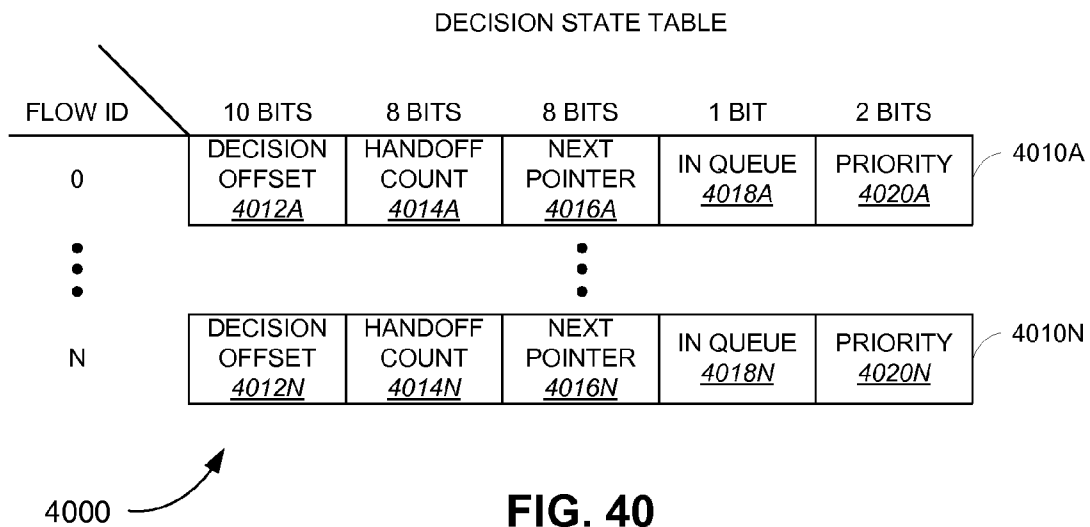 DECISION STATE TABLE
FLOW ID 10 BITS 8 BITS 8 BITS 1 BIT 2 BITS
0
DECISION OFFSET 4012A
HANDOFF COUNT 4014A
NEXT POINTER 4016A
IN QUEUE 4018A
PRIORITY 4020A
4010A
N
DECISION OFFSET 4012N
HANDOFF COUNT 4014N
NEXT POINTER 4016N
IN QUEUE 4018N
PRIORITY 4020N
4010N
4000
FIG. 40